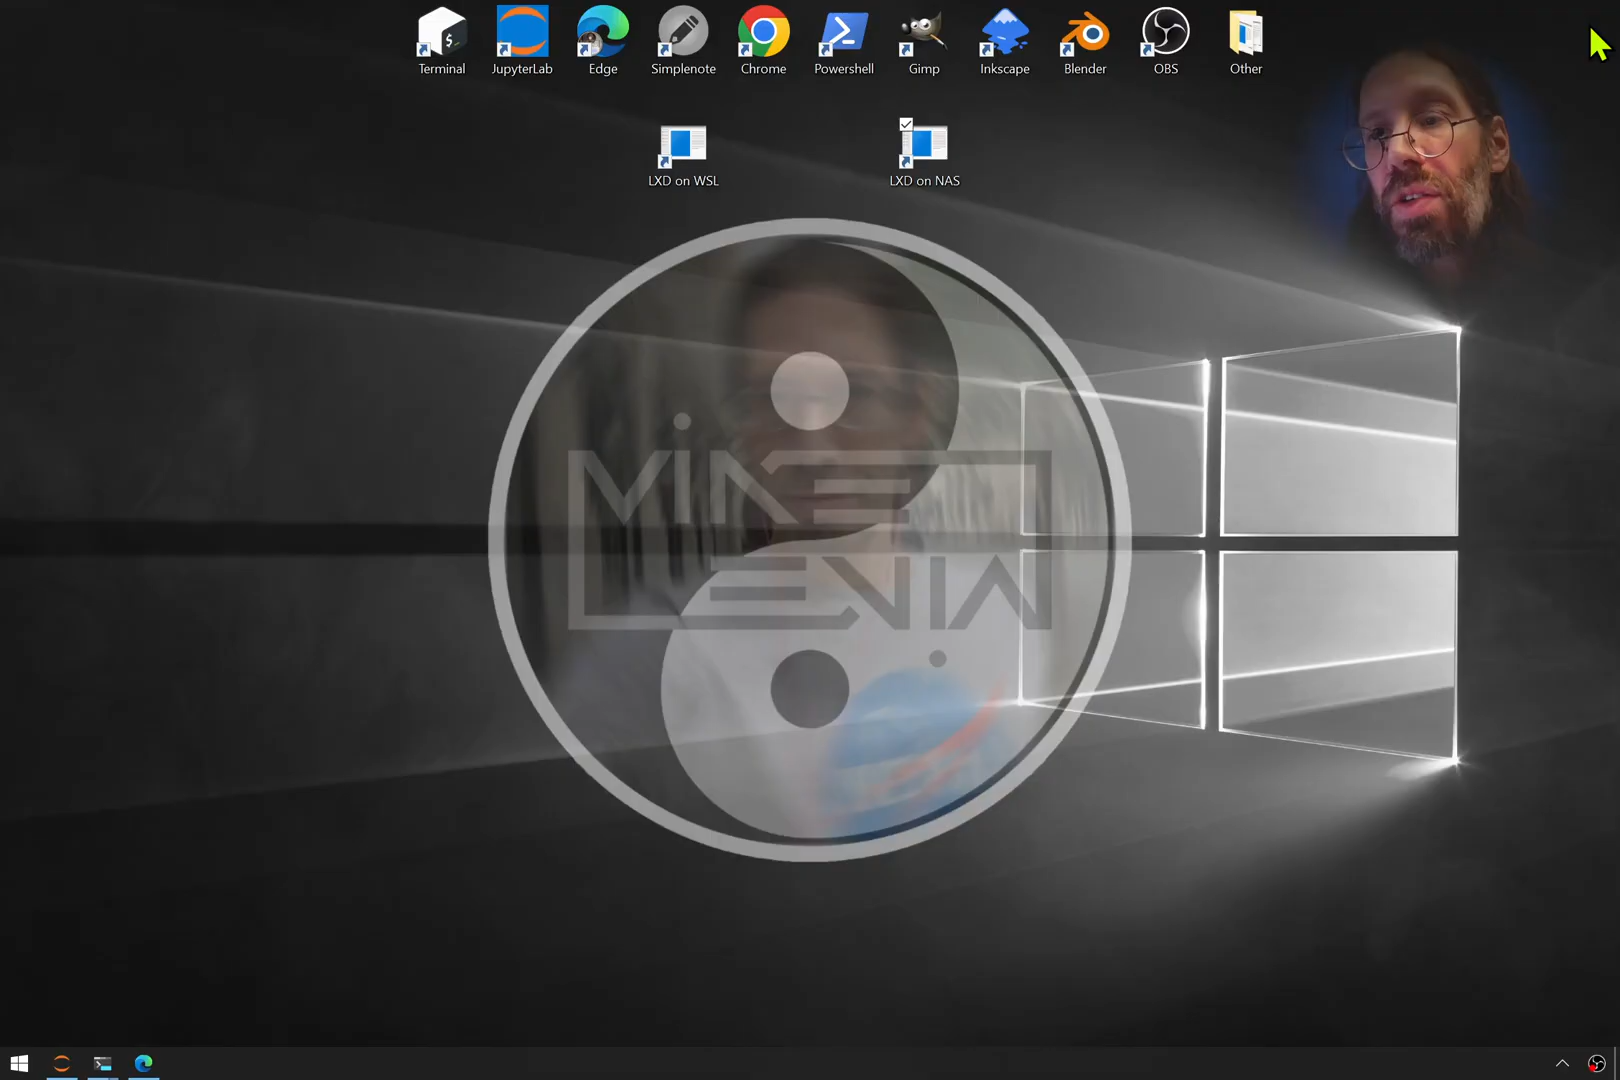 Terminal
JupyterLab
Edge
Simplenote
Chrome
Powershell
Gimp
Inkscape
Blender
OBS
Other
LXD on WSL
LXD on NAS